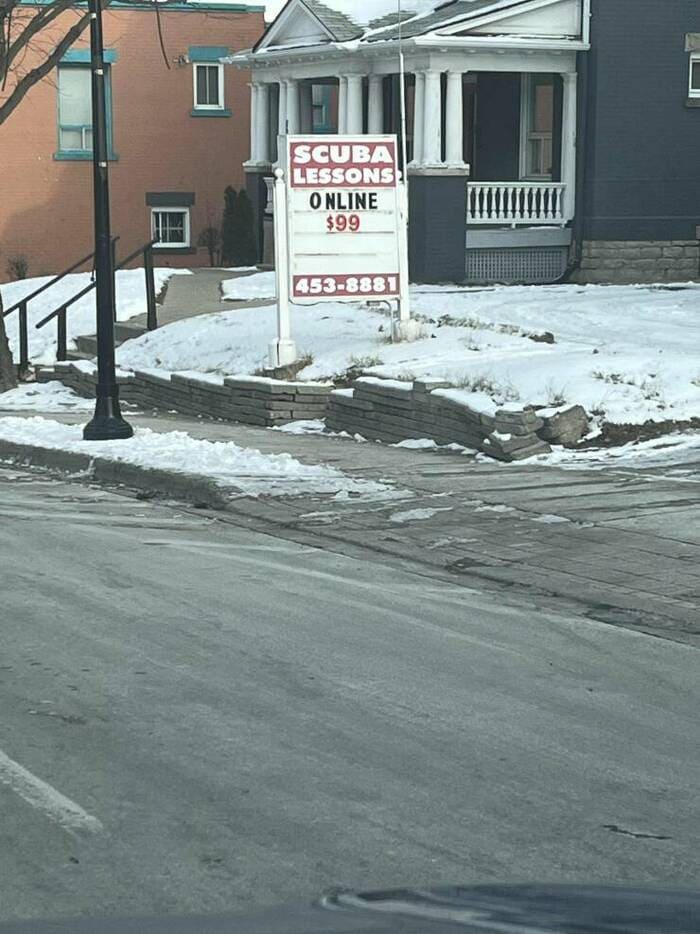 SCUBA
LESSONS
ONLINE
$99
453-8881